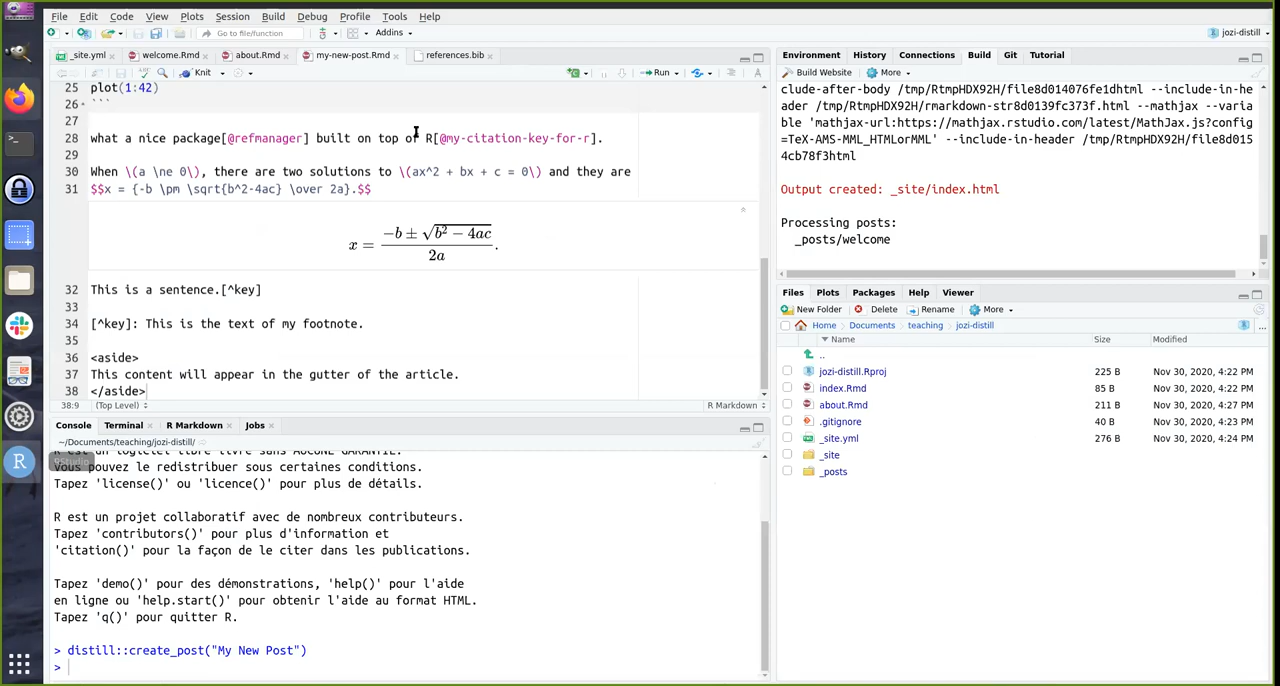 File Edit Code View Plots Session Build Debug Profile Tools Help
Go to file/function Addins jozi-distill
_site.yml welcome.Rmd about.Rmd my-new-post.Rmd references.bib
Knit Run
25 plot(1:42)
26 ```
27
28 what a nice package[@refmanager] built on top of R[@my-citation-key-for-r].
29
30 When \(a \ne 0\), there are two solutions to \(ax^2 + bx + c = 0\) and they are
31 $$x = {-b \pm \sqrt{b^2-4ac} \over 2a}.$$
x = −b ± √b² − 4ac / 2a.
32 This is a sentence.[^key]
33
34 [^key]: This is the text of my footnote.
35
36 <aside>
37 This content will appear in the gutter of the article.
38 </aside>
38:9 (Top Level) R Markdown
Console Terminal R Markdown Jobs
~/Documents/teaching/jozi-distill/
R est un logiciel libre livré sans AUCUNE GARANTIE.
Vous pouvez le redistribuer sous certaines conditions.
RStudio
Tapez 'license()' ou 'licence()' pour plus de détails.
R est un projet collaboratif avec de nombreux contributeurs.
Tapez 'contributors()' pour plus d'information et
'citation()' pour la façon de le citer dans les publications.
Tapez 'demo()' pour des démonstrations, 'help()' pour l'aide
en ligne ou 'help.start()' pour obtenir l'aide au format HTML.
Tapez 'q()' pour quitter R.
> distill::create_post("My New Post")
>
Environment History Connections Build Git Tutorial
Build Website More
clude-after-body /tmp/RtmpHDX92H/file8d014076fe1dhtml --include-in-he
ader /tmp/RtmpHDX92H/rmarkdown-str8d0139fc373f.html --mathjax --varia
ble 'mathjax-url:https://mathjax.rstudio.com/latest/MathJax.js?config
=TeX-AMS-MML_HTMLorMML' --include-in-header /tmp/RtmpHDX92H/file8d015
4cb78f3html
Output created: _site/index.html
Processing posts:
_posts/welcome
Files Plots Packages Help Viewer
New Folder Delete Rename More
Home Documents teaching jozi-distill
Name Size Modified
..
jozi-distill.Rproj 225 B Nov 30, 2020, 4:22 PM
index.Rmd 85 B Nov 30, 2020, 4:22 PM
about.Rmd 211 B Nov 30, 2020, 4:27 PM
.gitignore 40 B Nov 30, 2020, 4:23 PM
_site.yml 276 B Nov 30, 2020, 4:24 PM
_site
_posts